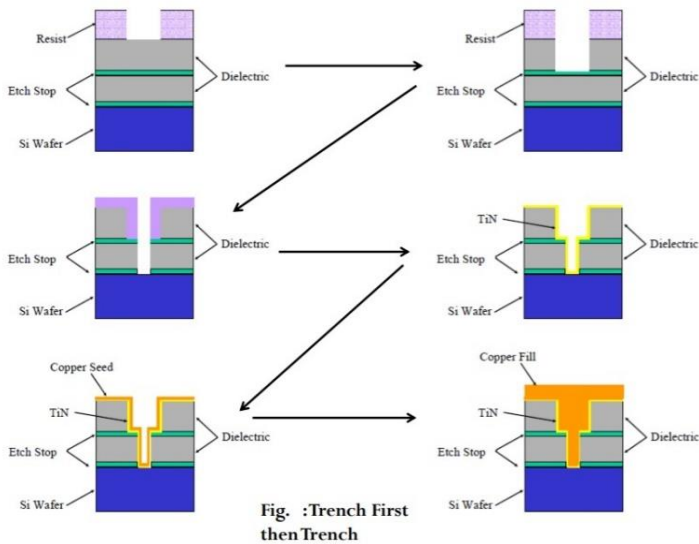 Resist
Etch Stop
Dielectric
Si Wafer
Resist
Etch Stop
Dielectric
Si Wafer
Etch Stop
Dielectric
Si Wafer
TiN
Etch Stop
Dielectric
Si Wafer
Copper Seed
TiN
Etch Stop
Dielectric
Si Wafer
Copper Fill
TiN
Etch Stop
Dielectric
Si Wafer
Fig. :Trench First
then Trench